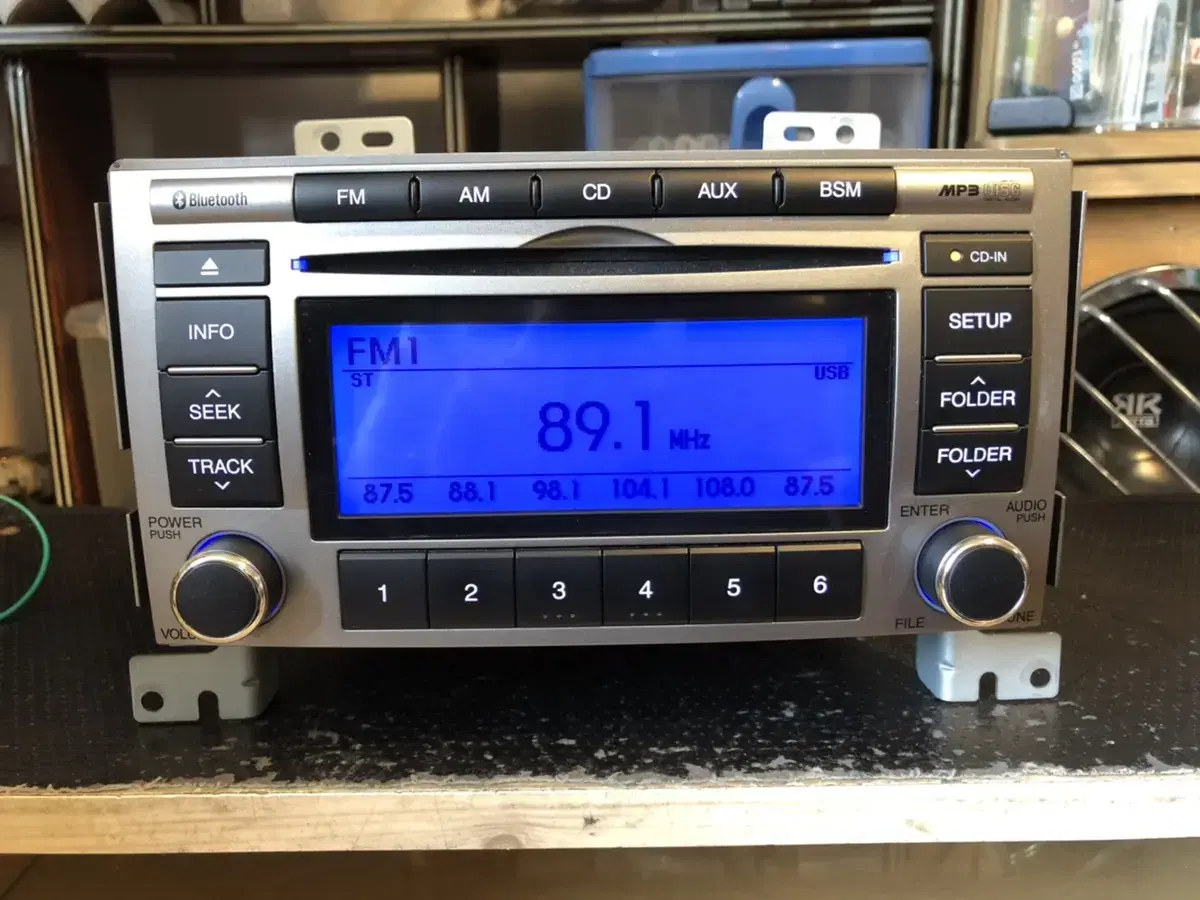 Bluetooth
FM
AM
CD
AUX
BSM
MP3 DISC
CD-IN
INFO
SEEK
TRACK
FM1
ST
USB
89.1 MHz
87.5 88.1 98.1 104.1 108.0 87.5
SETUP
FOLDER
FOLDER
POWER
PUSH
ENTER
AUDIO
PUSH
1 2 3 4 5 6
FILE